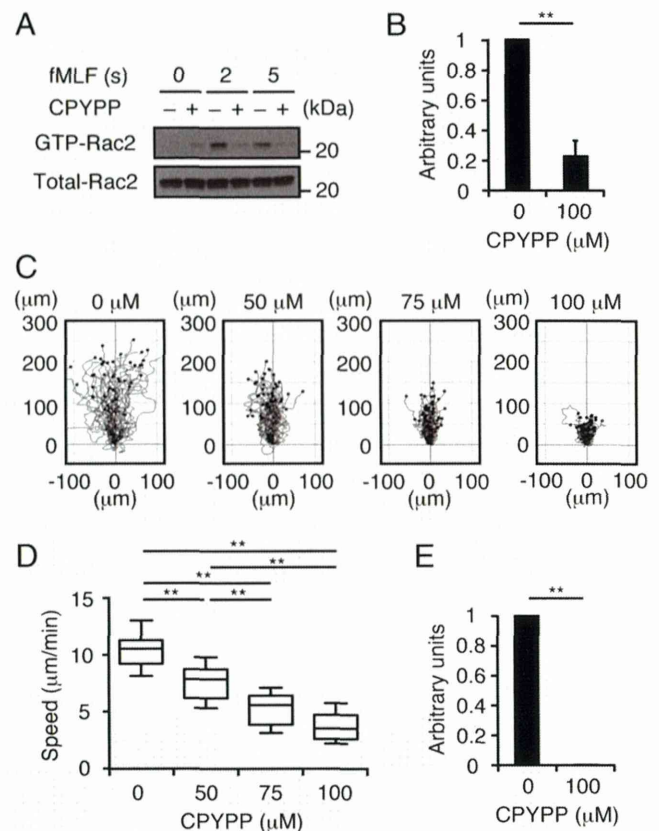 A
fMLF (s) 0 2 5
CPYPP – + – + – + (kDa)
GTP-Rac2 20
Total-Rac2 20
B
**
Arbitrary units
1
0.8
0.6
0.4
0.2
0
0 100
CPYPP (μM)
C
(μm) 0 μM (μm) 50 μM (μm) 75 μM (μm) 100 μM
300 300 300 300
200 200 200 200
100 100 100 100
0 0 0 0
-100 0 100 -100 0 100 -100 0 100 -100 0 100
(μm) (μm) (μm) (μm)
D
**
**
**
** **
Speed (μm/min)
15
10
5
0
0 50 75 100
CPYPP (μM)
E
**
Arbitrary units
1
0.8
0.6
0.4
0.2
0
0 100
CPYPP (μM)